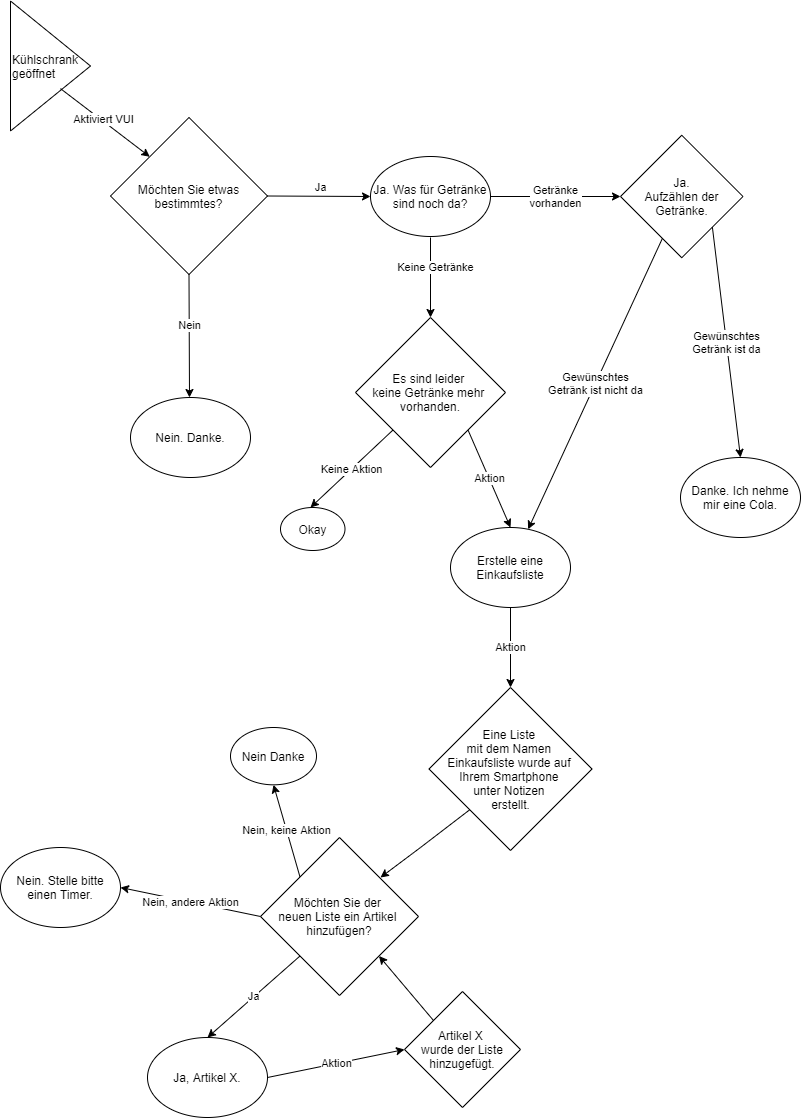 Kühlschrank
geöffnet
Aktiviert VUI
Möchten Sie etwas
bestimmtes?
Ja
Ja. Was für Getränke
sind noch da?
Getränke
vorhanden
Ja.
Aufzählen der
Getränke.
Keine Getränke
Nein
Gewünschtes
Getränk ist da
Es sind leider
keine Getränke mehr
vorhanden.
Gewünschtes
Getränk ist nicht da
Nein. Danke.
Keine Aktion
Aktion
Danke. Ich nehme
mir eine Cola.
Okay
Erstelle eine
Einkaufsliste
Aktion
Eine Liste
mit dem Namen
Einkaufsliste wurde auf
Ihrem Smartphone
unter Notizen
erstellt.
Nein Danke
Nein, keine Aktion
Nein. Stelle bitte
einen Timer.
Nein, andere Aktion
Möchten Sie der
neuen Liste ein Artikel
hinzufügen?
Ja
Ja, Artikel X.
Aktion
Artikel X
wurde der Liste
hinzugefügt.